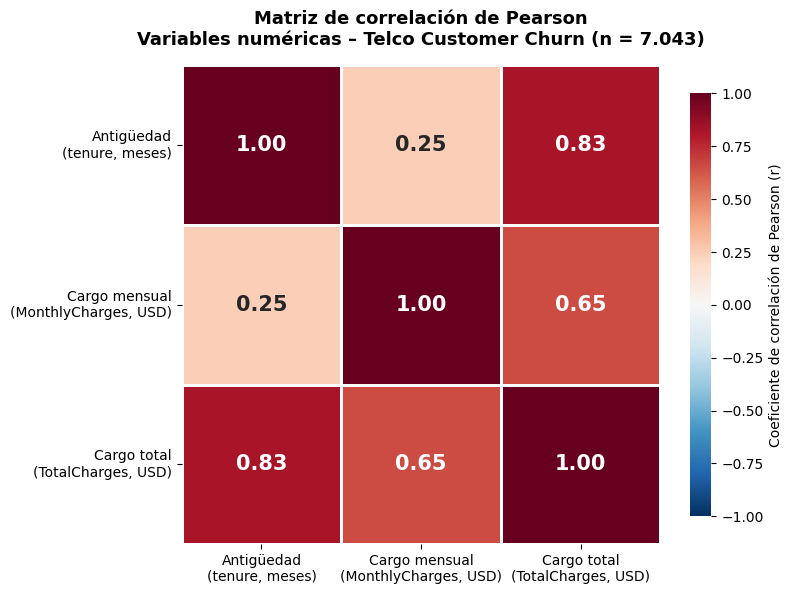 Matriz de correlación de Pearson
Variables numéricas – Telco Customer Churn (n = 7.043)
Antigüedad
(tenure, meses)
1.00
0.25
0.83
Cargo mensual
(MonthlyCharges, USD)
0.25
1.00
0.65
Cargo total
(TotalCharges, USD)
0.83
0.65
1.00
Antigüedad
(tenure, meses)
Cargo mensual
(MonthlyCharges, USD)
Cargo total
(TotalCharges, USD)
1.00
0.75
0.50
0.25
0.00
−0.25
−0.50
−0.75
−1.00
Coeficiente de correlación de Pearson (r)